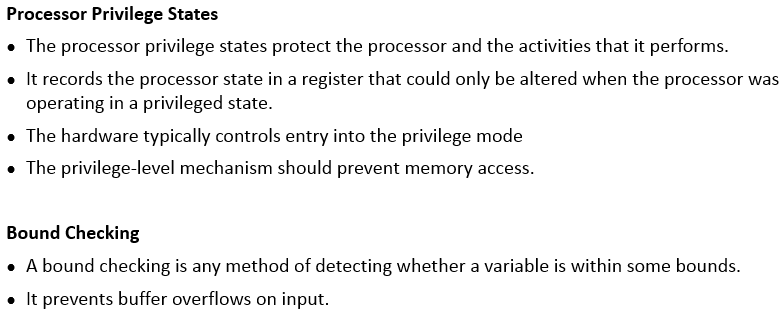 Processor Privilege States
• The processor privilege states protect the processor and the activities that it performs.
• It records the processor state in a register that could only be altered when the processor was
operating in a privileged state.
• The hardware typically controls entry into the privilege mode
• The privilege-level mechanism should prevent memory access.
Bound Checking
• A bound checking is any method of detecting whether a variable is within some bounds.
• It prevents buffer overflows on input.